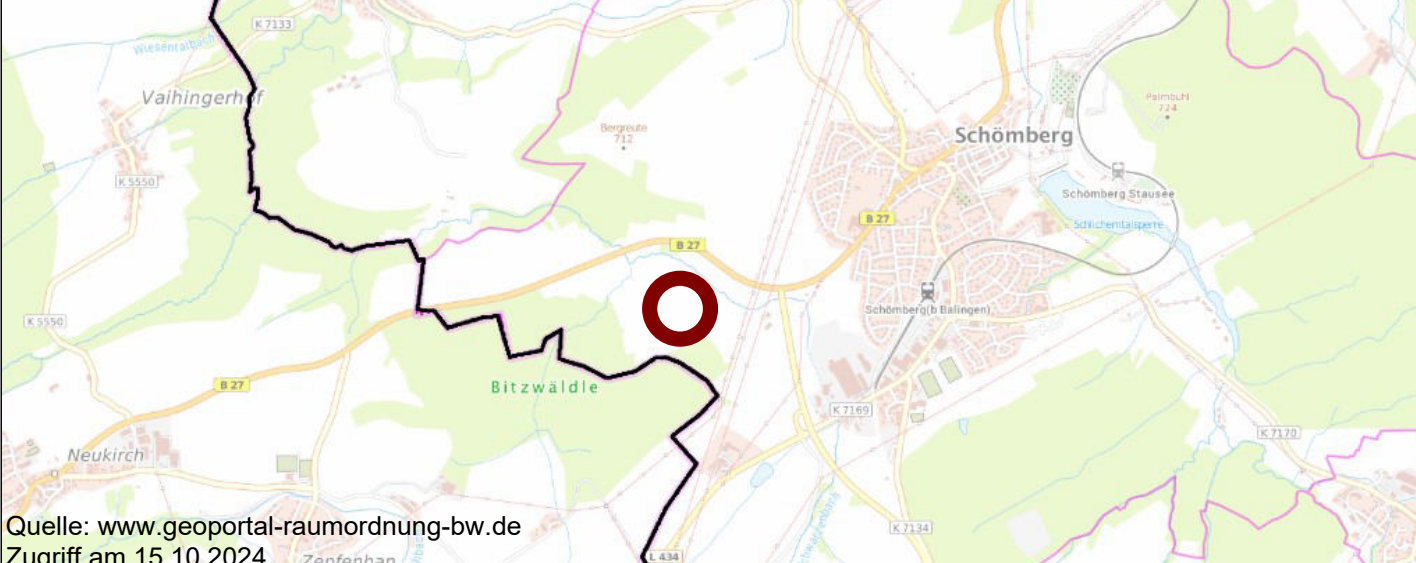 K 7133
Wiesentalbach
Vaihingerhof
Palmbühl
724
Bergreute
712
Schömberg
K 5550
Schömberg Stausee
B 27
Schlichemtalsperre
B 27
Schömberg(b Balingen)
K 5550
B 27
Bitzwäldle
K 7169
K 7170
Neukirch
K 7134
Quelle: www.geoportal-raumordnung-bw.de
Zugriff am 15.10.2024
Zepfenhan
L 434